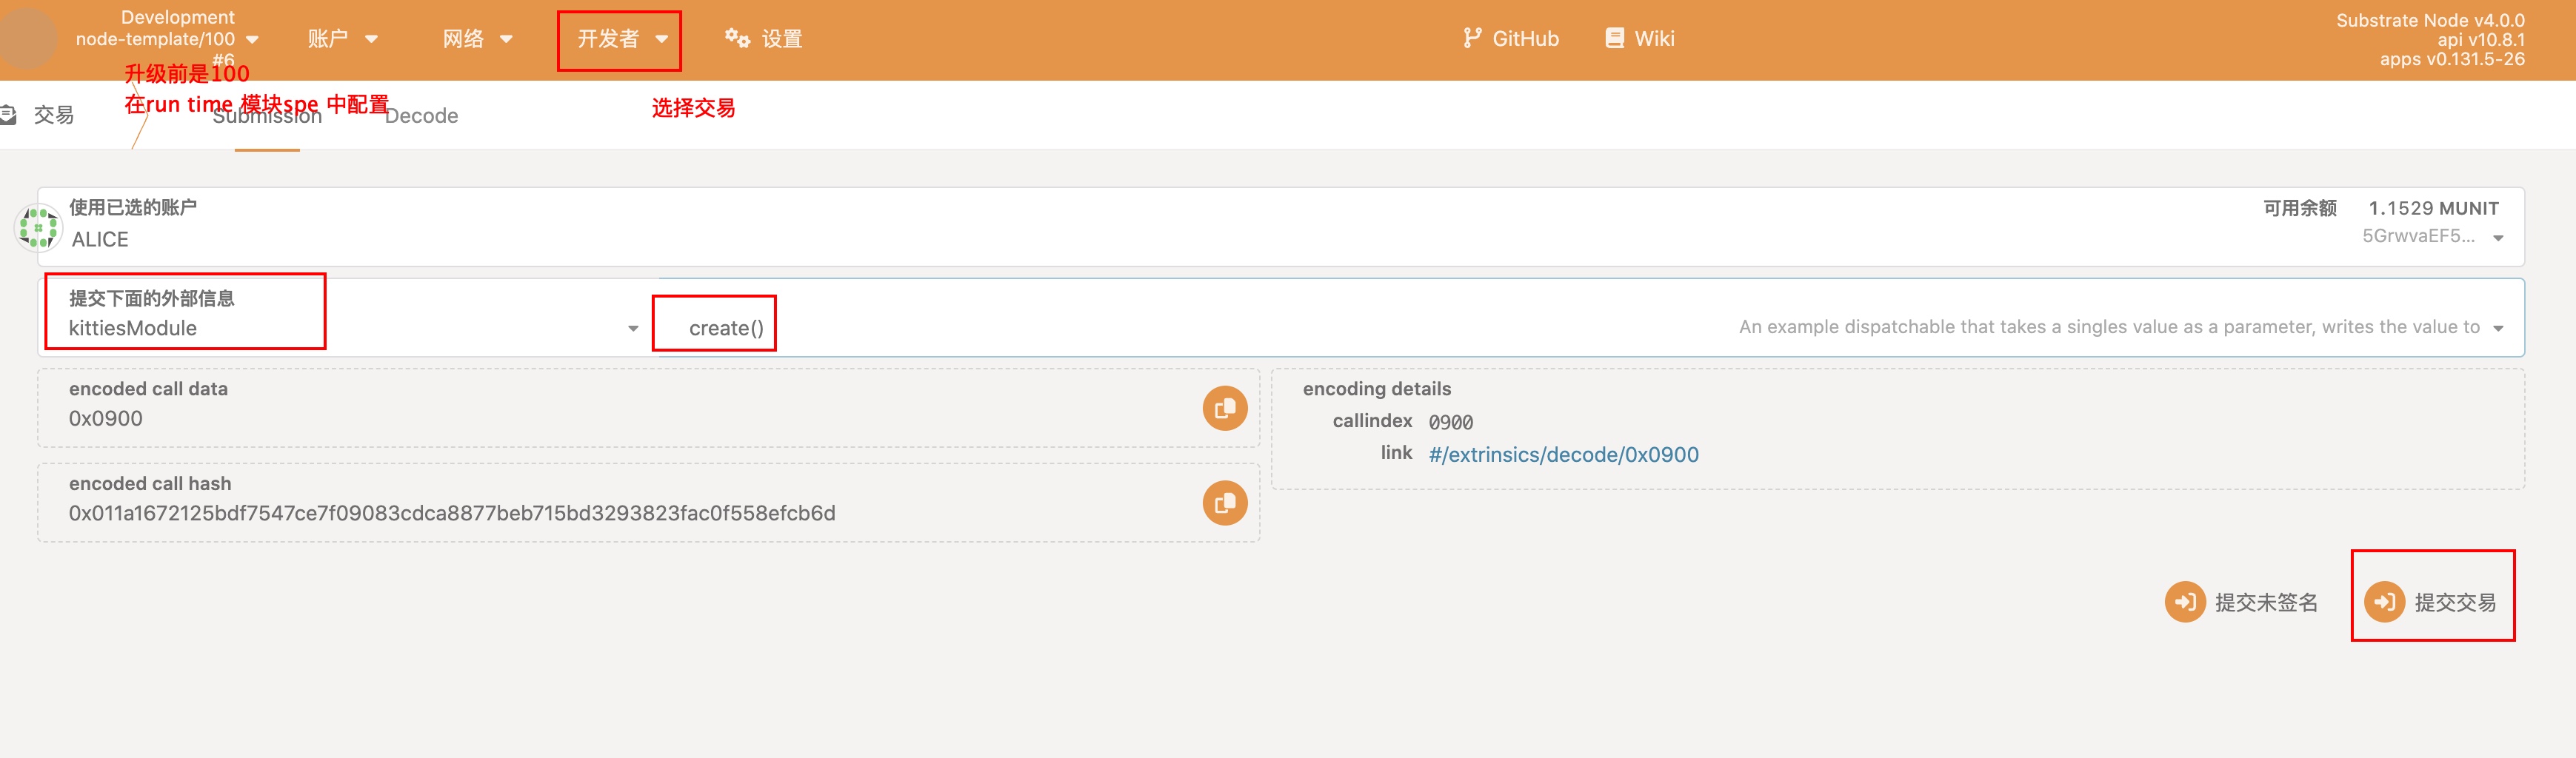 Development
node-template/100
#6
账户
网络
开发者
设置
GitHub
Wiki
Substrate Node v4.0.0
api v10.8.1
apps v0.131.5-26
升级前是100
在run time 模块spe 中配置
选择交易
交易
Submission
Decode
使用已选的账户
ALICE
可用余额
1.1529 MUNIT
5GrwvaEF5...
提交下面的外部信息
kittiesModule
create()
An example dispatchable that takes a singles value as a parameter, writes the value to
encoded call data
0x0900
encoding details
callindex 0900
link #/extrinsics/decode/0x0900
encoded call hash
0x011a1672125bdf7547ce7f09083cdca8877beb715bd3293823fac0f558efcb6d
提交未签名
提交交易